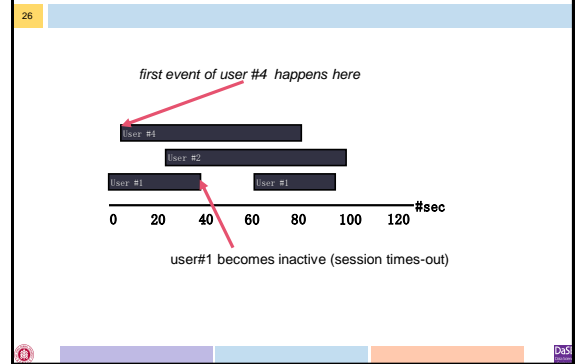 26
first event of user #4 happens here
User #4
User #2
User #1 User #1
#sec
0 20 40 60 80 100 120
user#1 becomes inactive (session times-out)
DaSi